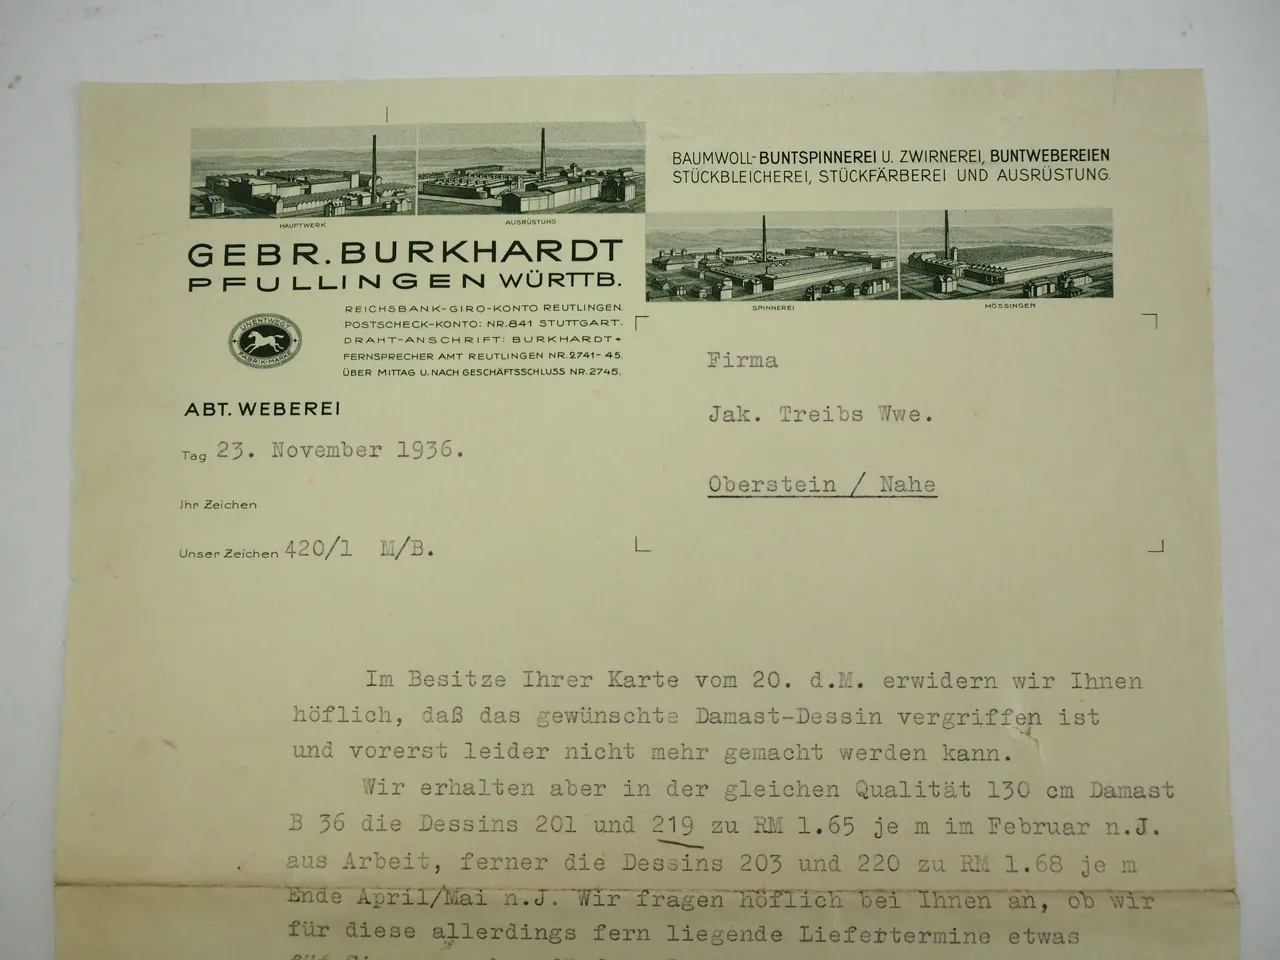 HAUPTWERK
AUSRÜSTUNG
GEBR. BURKHARDT
PFULLINGEN WÜRTTB.
REICHSBANK-GIRO-KONTO REUTLINGEN.
POSTSCHECK-KONTO: NR.841 STUTTGART.
DRAHT-ANSCHRIFT: BURKHARDT+
FERNSPRECHER AMT REUTLINGEN NR.2741-45.
ÜBER MITTAG U. NACH GESCHÄFTSSCHLUSS NR.2745.
UNENTWEGT
FABRIK-MARKE
BAUMWOLL-BUNTSPINNEREI U. ZWIRNEREI, BUNTWEBEREIEN
STÜCKBLEICHEREI, STÜCKFÄRBEREI UND AUSRÜSTUNG.
SPINNEREI
MÖSSINGEN
ABT. WEBEREI
Tag 23. November 1936.
Ihr Zeichen
Unser Zeichen 420/1 M/B.
Firma
Jak. Treibs Wwe.
Oberstein / Nahe
Im Besitze Ihrer Karte vom 20. d.M. erwidern wir Ihnen
höflich, daß das gewünschte Damast-Dessin vergriffen ist
und vorerst leider nicht mehr gemacht werden kann.
Wir erhalten aber in der gleichen Qualität 130 cm Damast
B 36 die Dessins 201 und 219 zu RM 1.65 je m im Februar n.J.
aus Arbeit, ferner die Dessins 203 und 220 zu RM 1.68 je m
Ende April/Mai n.J. Wir fragen höflich bei Ihnen an, ob wir
für diese allerdings fern liegende Liefertermine etwas